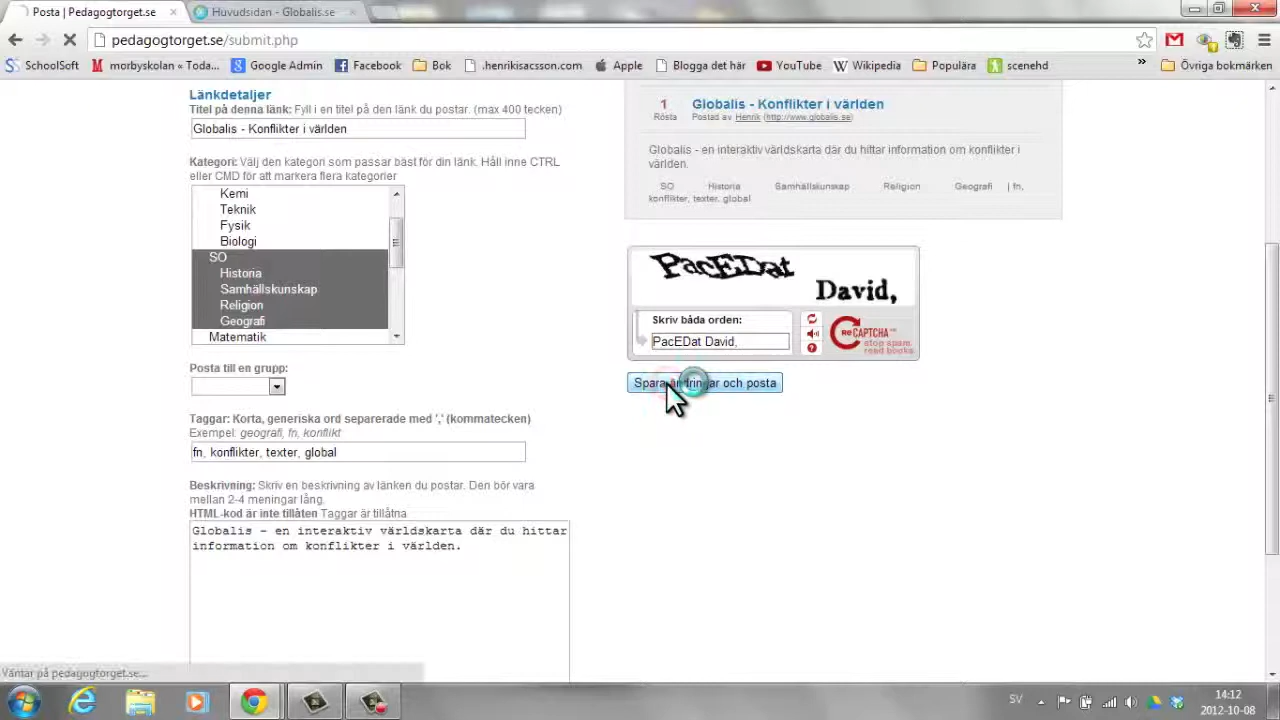 Posta | Pedagogtorget.se
Huvudsidan - Globalis.se
pedagogtorget.se/submit.php
SchoolSoft
morbyskolan « Toda...
Google Admin
Facebook
Bok
.henrikisacsson.com
Apple
Blogga det här
YouTube
Wikipedia
Populära
scenehd
»
Övriga bokmärken
Länkdetaljer
Titel på denna länk: Fyll i en titel på den länk du postar. (max 400 tecken)
Globalis - Konflikter i världen
Kategori: Välj den kategori som passar bäst för din länk. Håll inne CTRL
eller CMD för att markera flera kategorier
Kemi
Teknik
Fysik
Biologi
SO
Historia
Samhällskunskap
Religion
Geografi
Matematik
Posta till en grupp:
Taggar: Korta, generiska ord separerade med ',' (kommatecken)
Exempel: geografi, fn, konflikt
fn, konflikter, texter, global
Beskrivning: Skriv en beskrivning av länken du postar. Den bör vara
mellan 2-4 meningar lång.
HTML-kod är inte tillåten Taggar är tillåtna
Globalis - en interaktiv världskarta där du hittar
information om konflikter i världen.
1 Globalis - Konflikter i världen
Rösta Postad av Henrik (http://www.globalis.se)
Globalis - en interaktiv världskarta där du hittar information om konflikter i
världen.
SO Historia Samhällskunskap Religion Geografi | fn,
konflikter, texter, global
PacEDat David,
Skriv båda orden:
PacEDat David,
reCAPTCHA™
stop spam.
read books.
Spara ändringar och posta
Väntar på pedagogtorget.se...
SV
14:12
2012-10-08